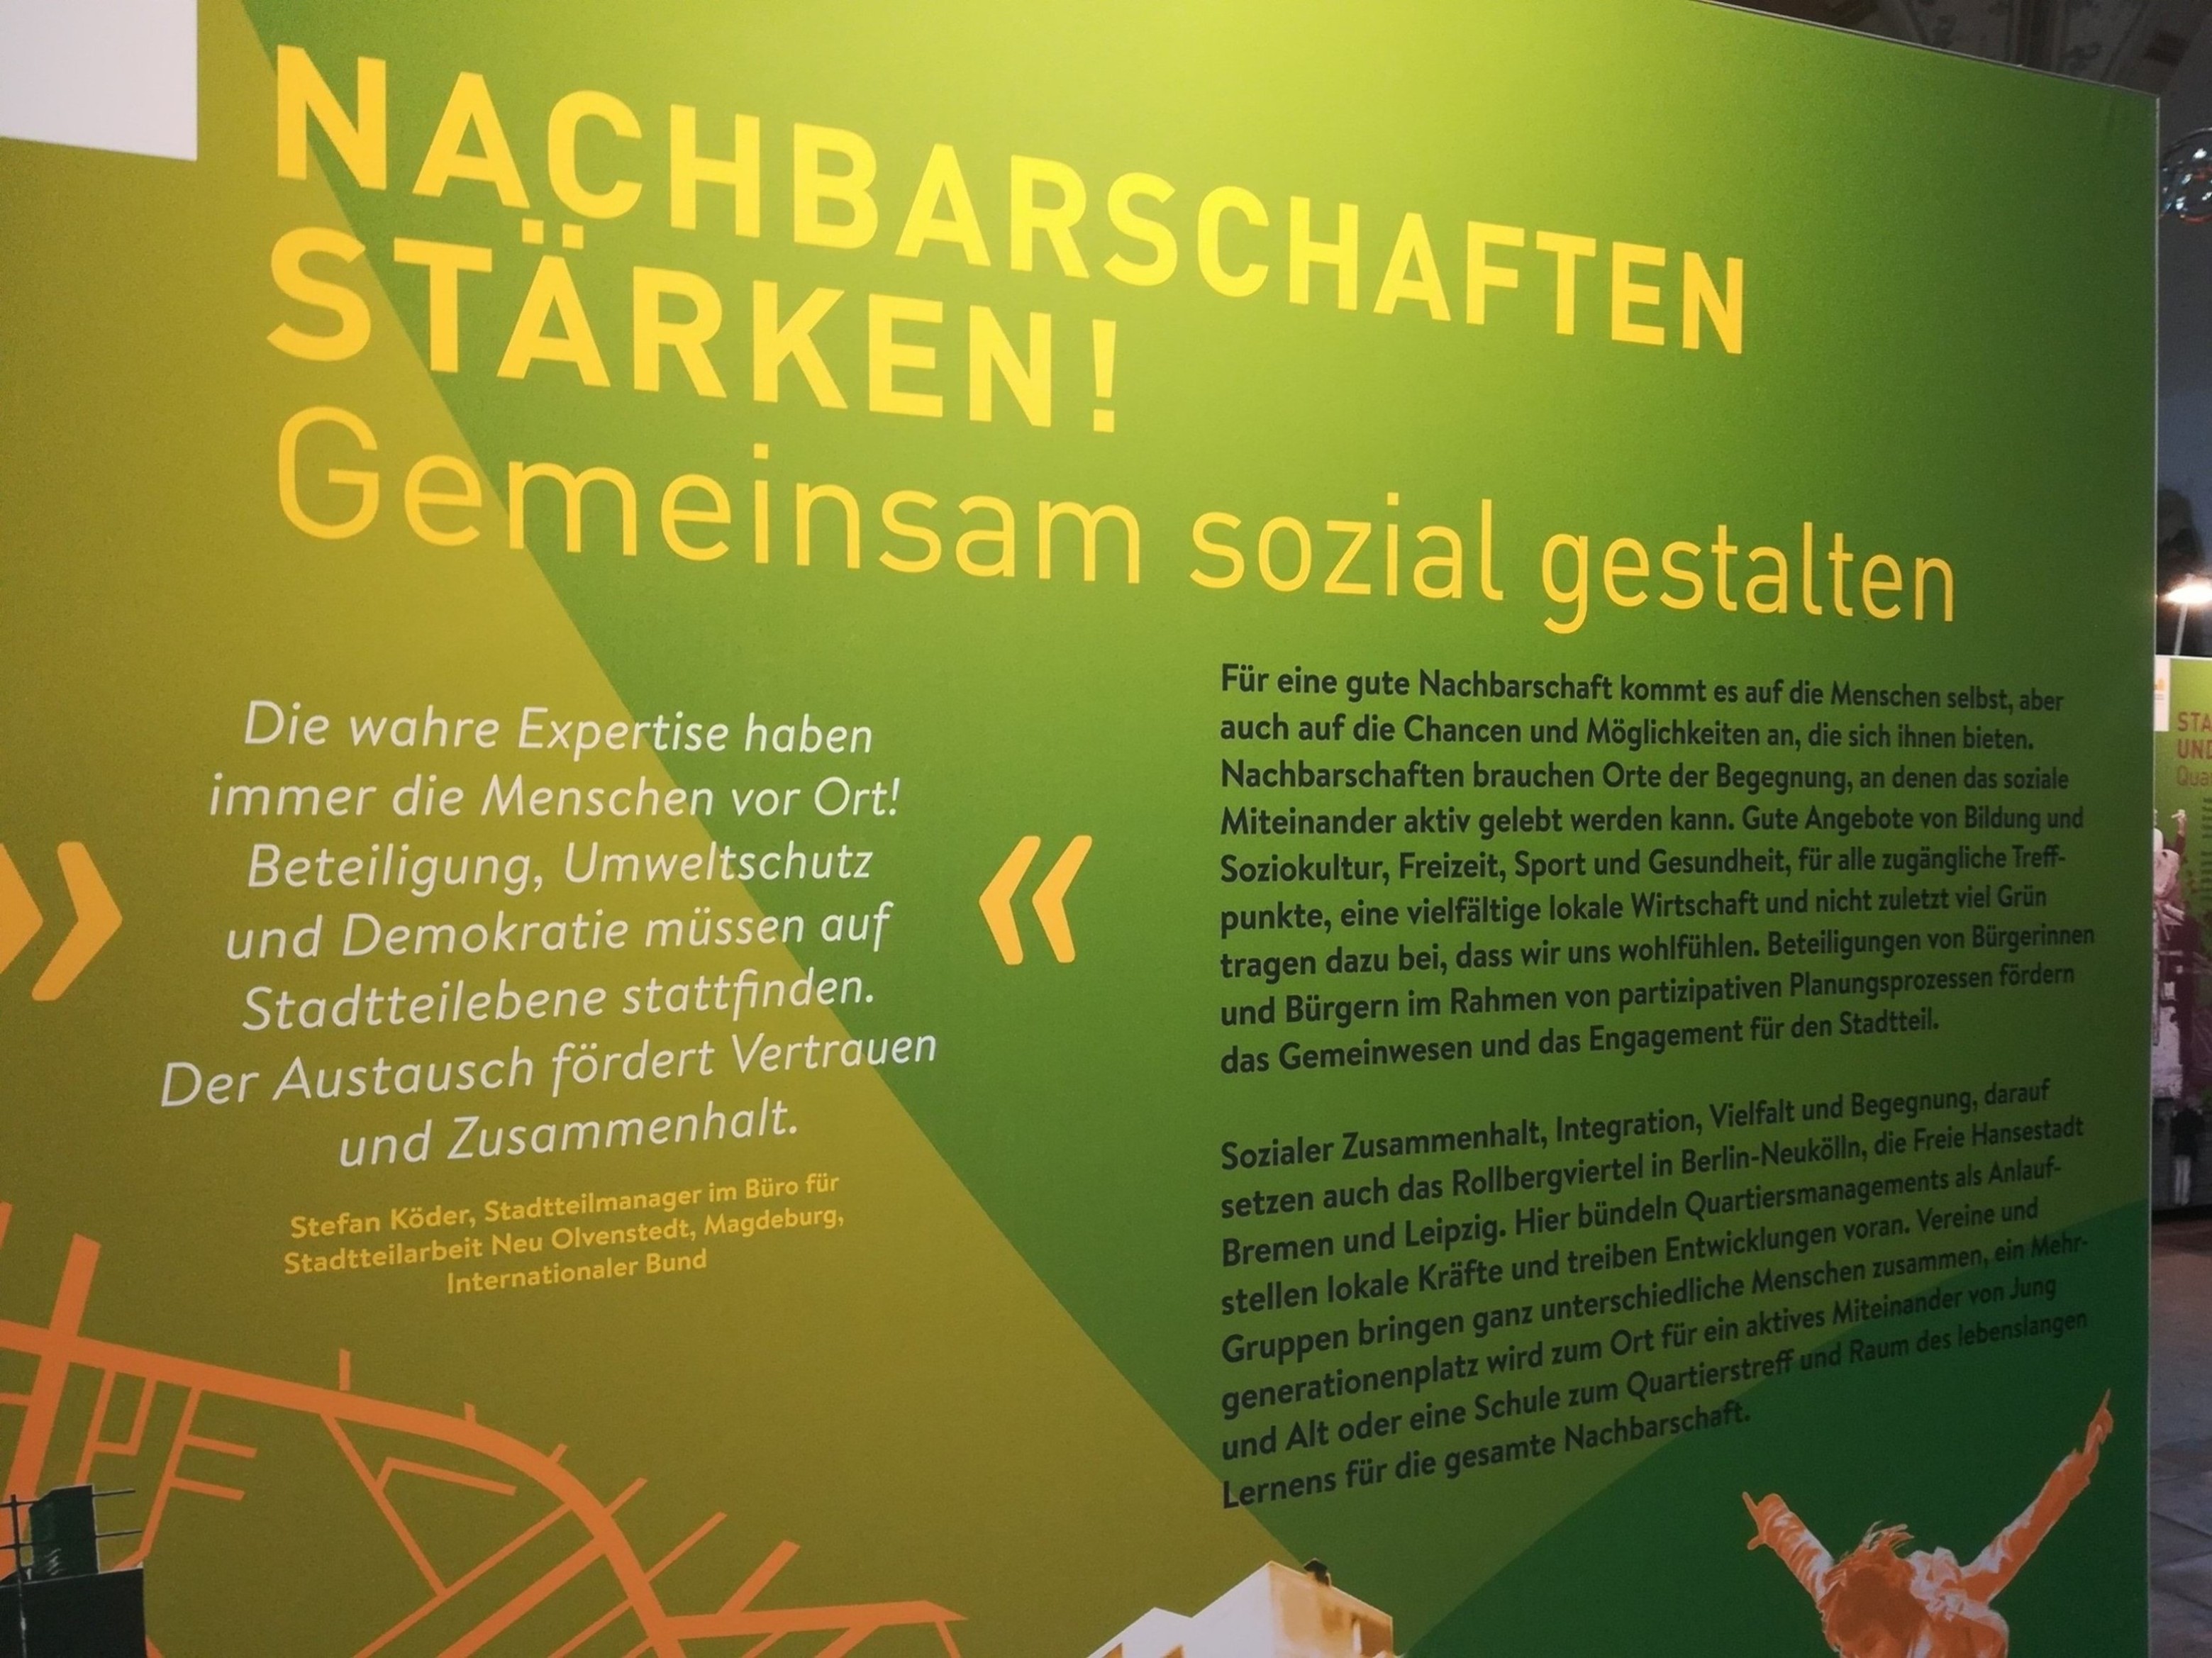 NACHBARSCHAFTEN
STÄRKEN!
Gemeinsam sozial gestalten
»
Die wahre Expertise haben
immer die Menschen vor Ort!
Beteiligung, Umweltschutz
und Demokratie müssen auf
Stadtteilebene stattfinden.
Der Austausch fördert Vertrauen
und Zusammenhalt.
«
Stefan Köder, Stadtteilmanager im Büro für
Stadtteilarbeit Neu Olvenstedt, Magdeburg,
Internationaler Bund
Für eine gute Nachbarschaft kommt es auf die Menschen selbst, aber
auch auf die Chancen und Möglichkeiten an, die sich ihnen bieten.
Nachbarschaften brauchen Orte der Begegnung, an denen das soziale
Miteinander aktiv gelebt werden kann. Gute Angebote von Bildung und
Soziokultur, Freizeit, Sport und Gesundheit, für alle zugängliche Treff-
punkte, eine vielfältige lokale Wirtschaft und nicht zuletzt viel Grün
tragen dazu bei, dass wir uns wohlfühlen. Beteiligungen von Bürgerinnen
und Bürgern im Rahmen von partizipativen Planungsprozessen fördern
das Gemeinwesen und das Engagement für den Stadtteil.
Sozialer Zusammenhalt, Integration, Vielfalt und Begegnung, darauf
setzen auch das Rollbergviertel in Berlin-Neukölln, die Freie Hansestadt
Bremen und Leipzig. Hier bündeln Quartiersmanagements als Anlauf-
stellen lokale Kräfte und treiben Entwicklungen voran. Vereine und
Gruppen bringen ganz unterschiedliche Menschen zusammen, ein Mehr-
generationenplatz wird zum Ort für ein aktives Miteinander von Jung
und Alt oder eine Schule zum Quartierstreff und Raum des lebenslangen
Lernens für die gesamte Nachbarschaft.
STA
UND
Qua